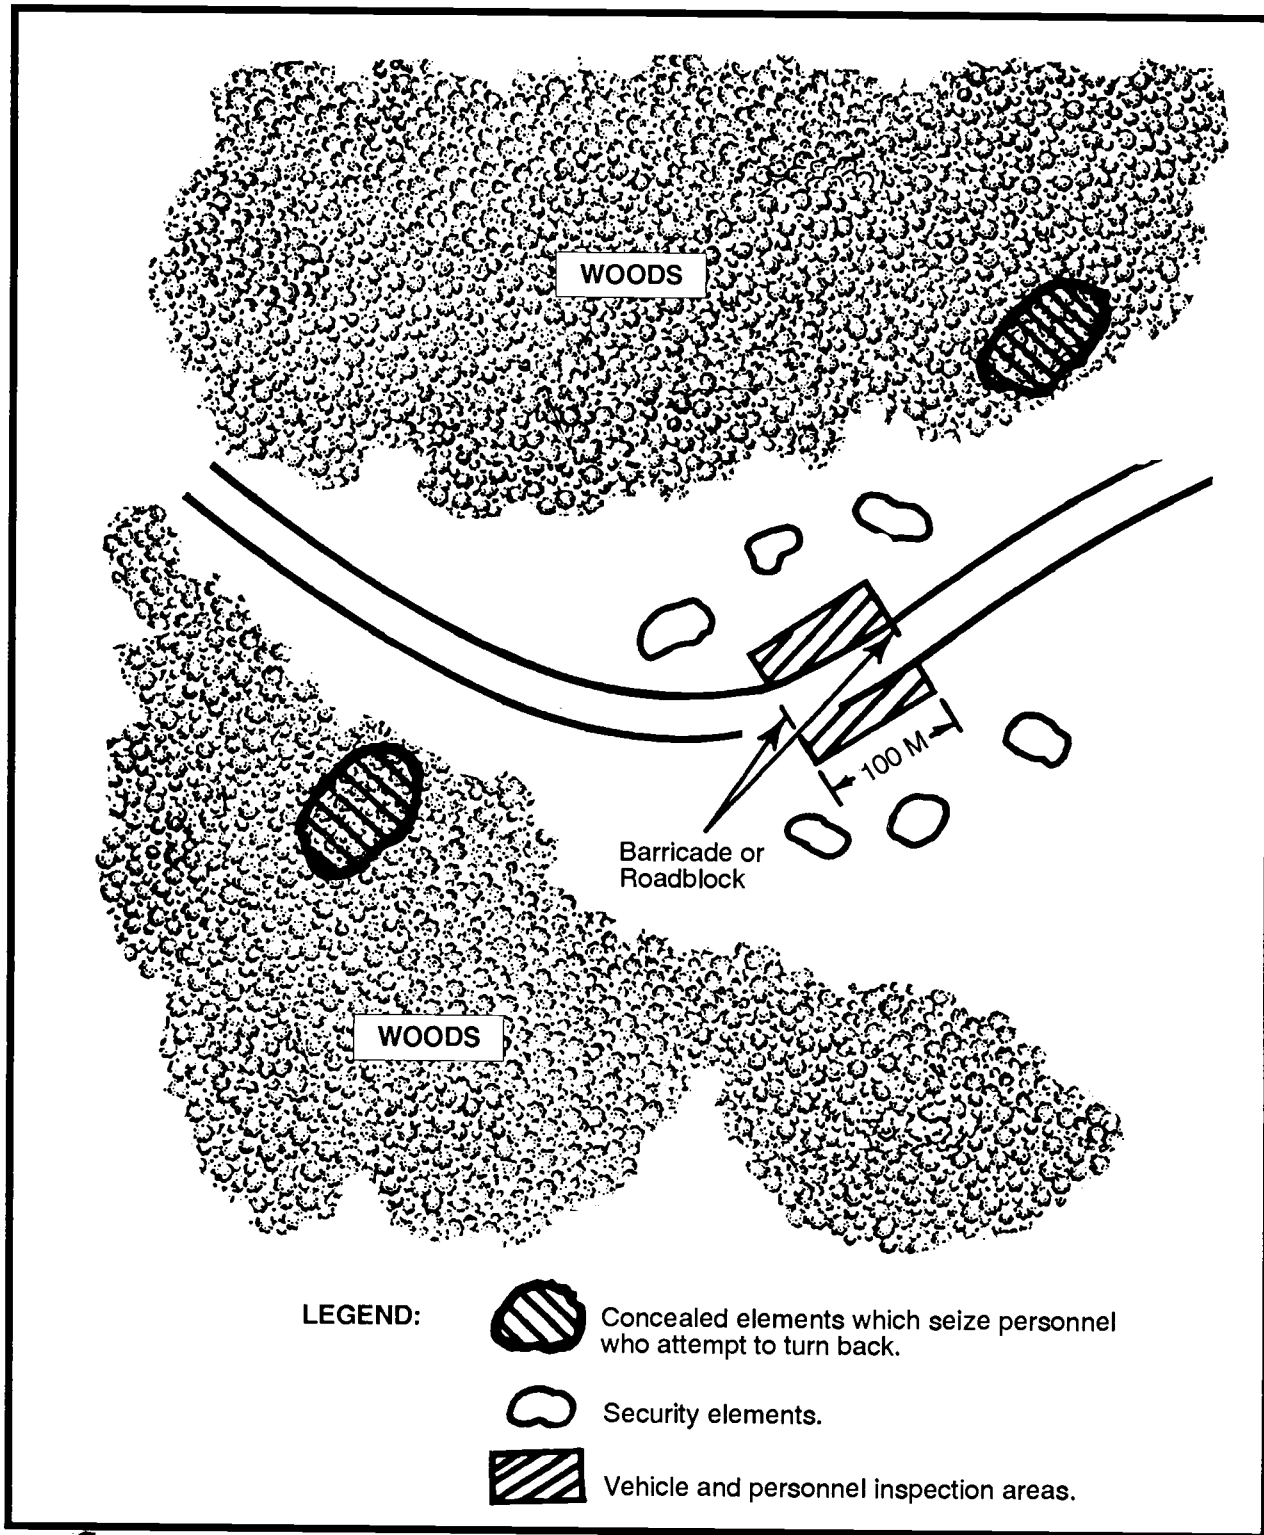 WOODS
100 M
Barricade or
Roadblock
WOODS
LEGEND:
Concealed elements which seize personnel
who attempt to turn back.
Security elements.
Vehicle and personnel inspection areas.